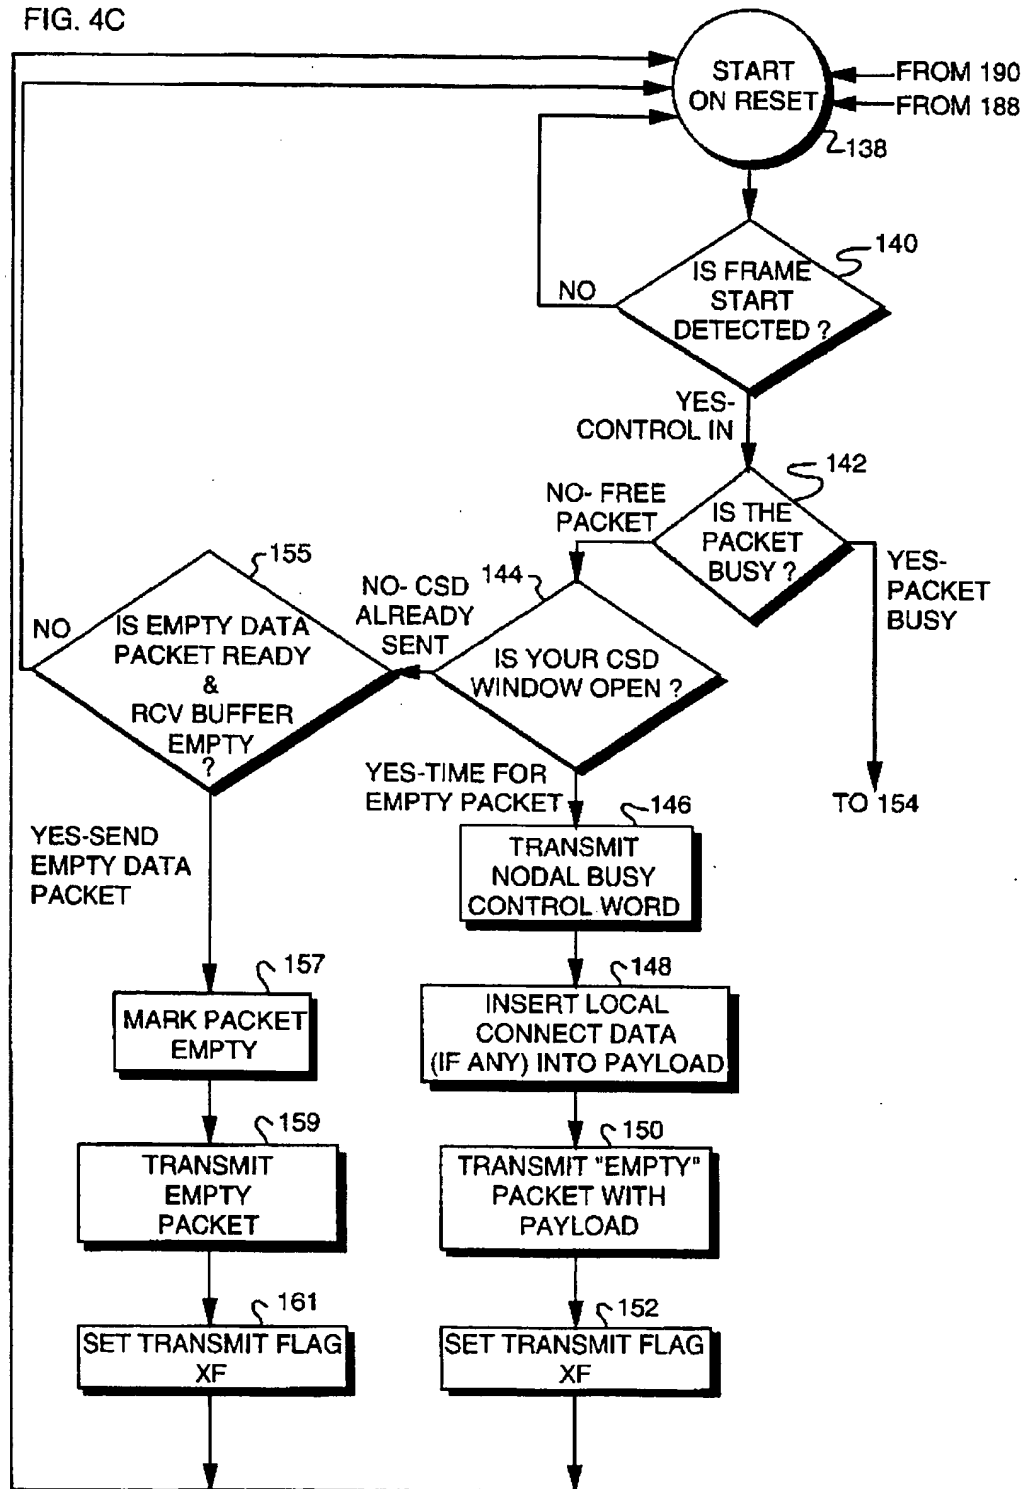 FIG. 4C
START
ON RESET
FROM 190
FROM 188
138
140
IS FRAME
START
DETECTED ?
NO
YES-
CONTROL IN
142
IS THE
PACKET
BUSY ?
NO- FREE
PACKET
YES-
PACKET
BUSY
TO 154
144
IS YOUR CSD
WINDOW OPEN ?
NO- CSD
ALREADY
SENT
155
IS EMPTY DATA
PACKET READY
&
RCV BUFFER
EMPTY
?
NO
YES-TIME FOR
EMPTY PACKET
146
TRANSMIT
NODAL BUSY
CONTROL WORD
YES-SEND
EMPTY DATA
PACKET
157
MARK PACKET
EMPTY
148
INSERT LOCAL
CONNECT DATA
(IF ANY) INTO PAYLOAD
159
TRANSMIT
EMPTY
PACKET
150
TRANSMIT "EMPTY"
PACKET WITH
PAYLOAD
161
SET TRANSMIT FLAG
XF
152
SET TRANSMIT FLAG
XF